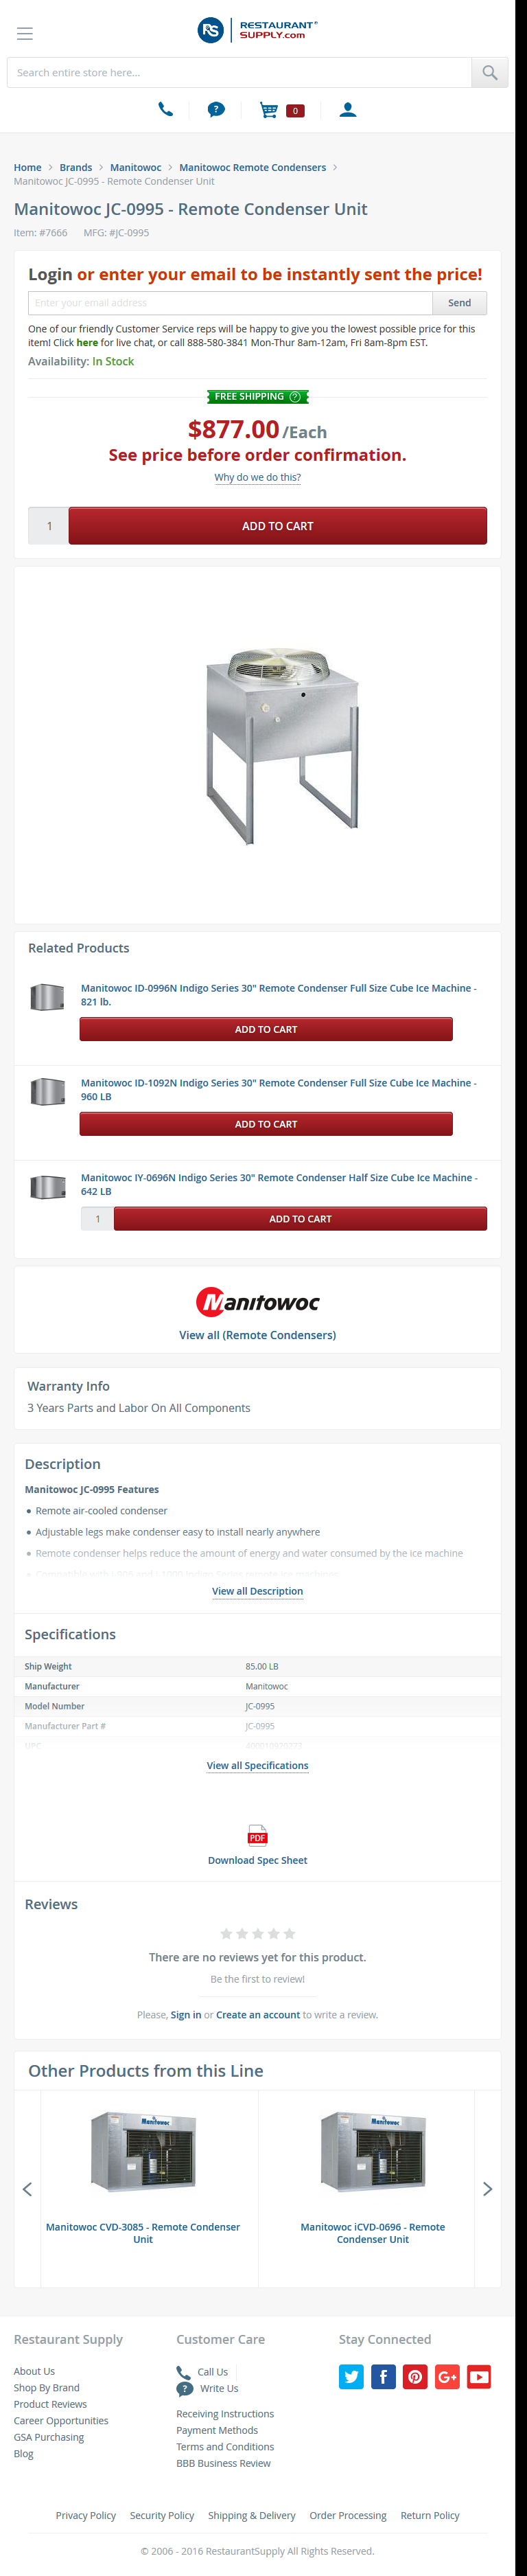 RS RESTAURANT
SUPPLY.com
Search entire store here...
?
0
Home > Brands > Manitowoc > Manitowoc Remote Condensers >
Manitowoc JC-0995 - Remote Condenser Unit
Manitowoc JC-0995 - Remote Condenser Unit
Item: #7666 MFG: #JC-0995
Login or enter your email to be instantly sent the price!
Enter your email address
Send
One of our friendly Customer Service reps will be happy to give you the lowest possible price for this
item! Click here for live chat, or call 888-580-3841 Mon-Thur 8am-12am, Fri 8am-8pm EST.
Availability: In Stock
FREE SHIPPING ?
$877.00 /Each
See price before order confirmation.
Why do we do this?
1 ADD TO CART
Related Products
Manitowoc ID-0996N Indigo Series 30" Remote Condenser Full Size Cube Ice Machine -
821 lb.
ADD TO CART
Manitowoc ID-1092N Indigo Series 30" Remote Condenser Full Size Cube Ice Machine -
960 LB
ADD TO CART
Manitowoc IY-0696N Indigo Series 30" Remote Condenser Half Size Cube Ice Machine -
642 LB
1 ADD TO CART
Manitowoc
View all (Remote Condensers)
Warranty Info
3 Years Parts and Labor On All Components
Description
Manitowoc JC-0995 Features
Remote air-cooled condenser
Adjustable legs make condenser easy to install nearly anywhere
Remote condenser helps reduce the amount of energy and water consumed by the ice machine
View all Description
Specifications
Ship Weight 85.00 LB
Manufacturer Manitowoc
Model Number JC-0995
Manufacturer Part # JC-0995
UPC
View all Specifications
PDF
Download Spec Sheet
Reviews
There are no reviews yet for this product.
Be the first to review!
Please, Sign in or Create an account to write a review.
Other Products from this Line
Manitowoc
Manitowoc
Manitowoc CVD-3085 - Remote Condenser
Unit
Manitowoc iCVD-0696 - Remote
Condenser Unit
Restaurant Supply
About Us
Shop By Brand
Product Reviews
Career Opportunities
GSA Purchasing
Blog
Customer Care
Call Us
? Write Us
Receiving Instructions
Payment Methods
Terms and Conditions
BBB Business Review
Stay Connected
f
G+
Privacy Policy Security Policy Shipping & Delivery Order Processing Return Policy
© 2006 - 2016 RestaurantSupply All Rights Reserved.